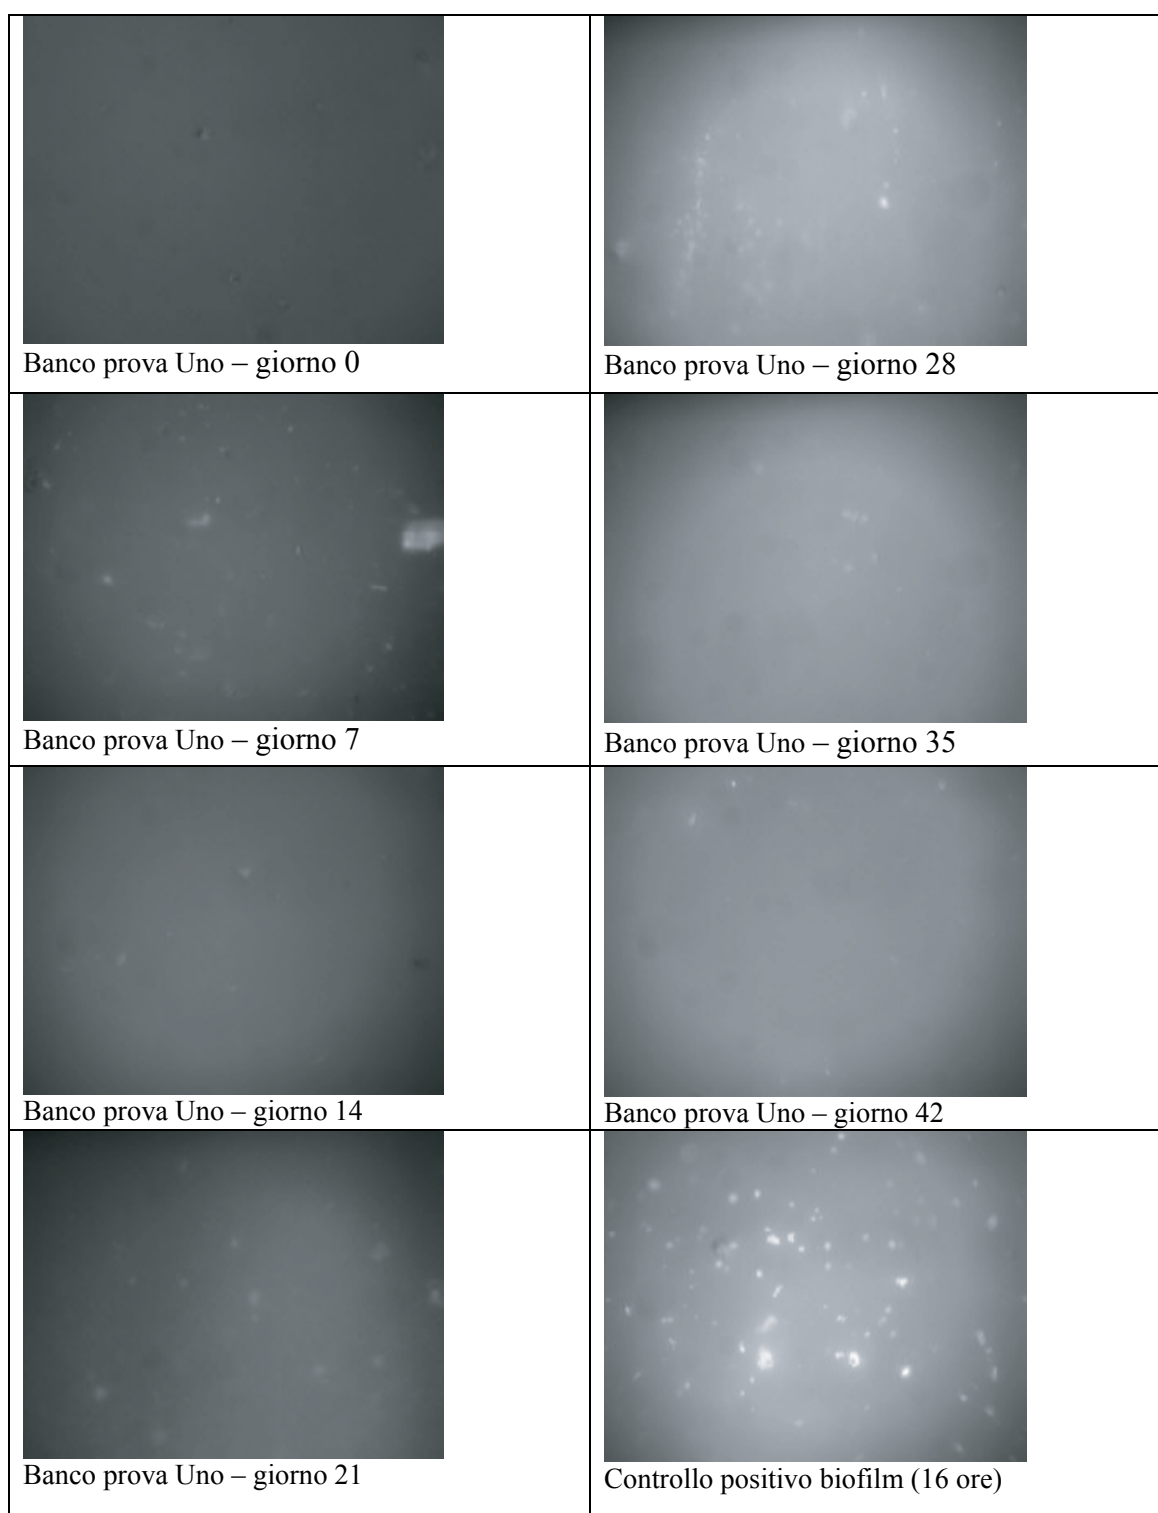 Banco prova Uno – giorno 0
Banco prova Uno – giorno 28
Banco prova Uno – giorno 7
Banco prova Uno – giorno 35
Banco prova Uno – giorno 14
Banco prova Uno – giorno 42
Banco prova Uno – giorno 21
Controllo positivo biofilm (16 ore)